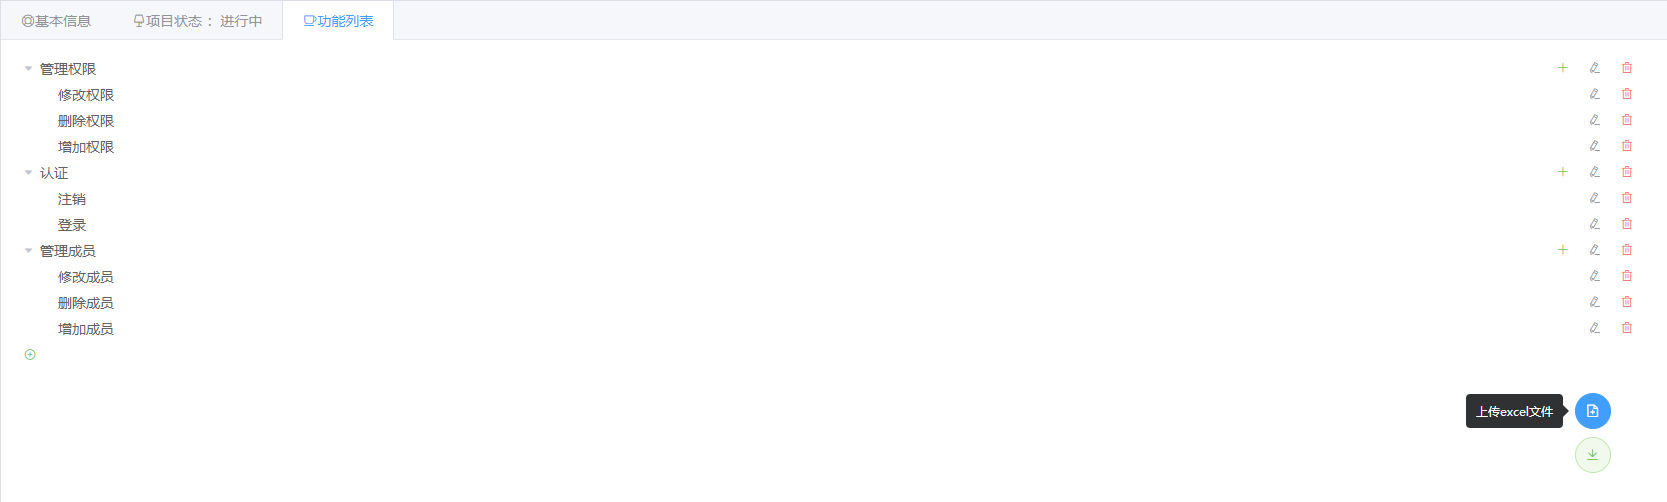 基本信息 项目状态： 进行中 功能列表
管理权限
修改权限
删除权限
增加权限
认证
注销
登录
管理成员
修改成员
删除成员
增加成员
上传excel文件